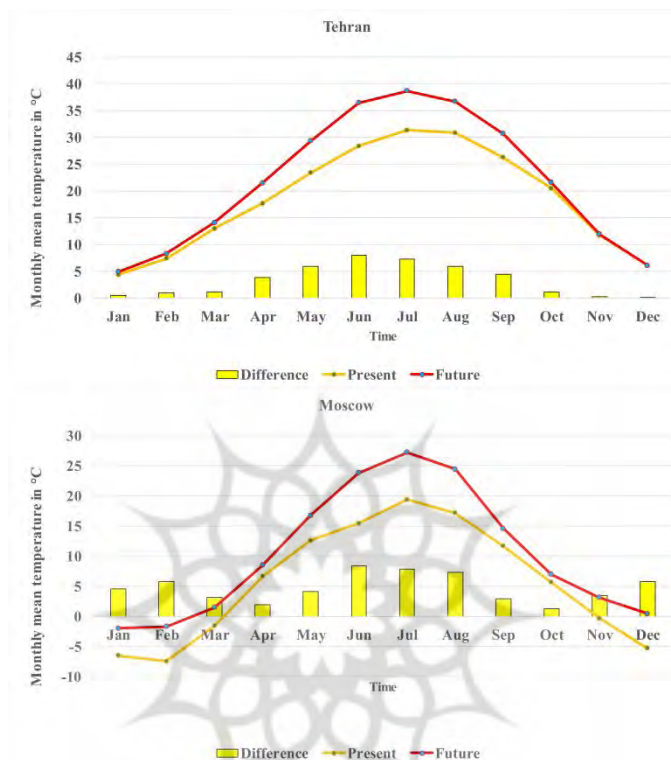 Tehran
Monthly mean temperature in °C
45
40
35
30
25
20
15
10
5
0
Jan Feb Mar Apr May Jun Jul Aug Sep Oct Nov Dec
Time
Difference Present Future
Moscow
Monthly mean temperature in °C
30
25
20
15
10
5
0
-5
-10
Jan Feb Mar Apr May Jun Jul Aug Sep Oct Nov Dec
Time
Difference Present Future